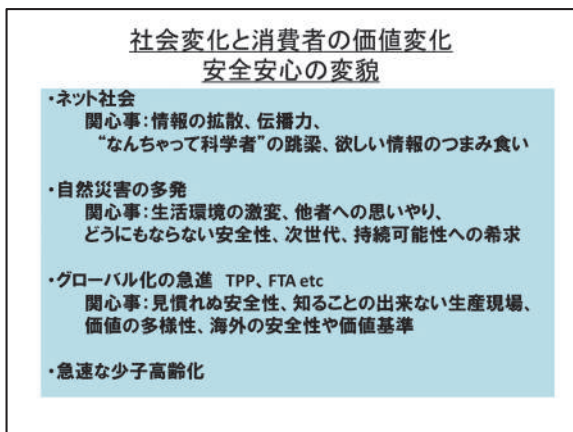 社会変化と消費者の価値変化
安全安心の変貌
・ネット社会
関心事：情報の拡散、伝播力、
“なんちゃって科学者”の跳梁、欲しい情報のつまみ食い
・自然災害の多発
関心事：生活環境の激変、他者への思いやり、
どうにもならない安全性、次世代、持続可能性への希求
・グローバル化の急進 TPP、FTA etc
関心事：見慣れぬ安全性、知ることの出来ない生産現場、
価値の多様性、海外の安全性や価値基準
・急速な少子高齢化